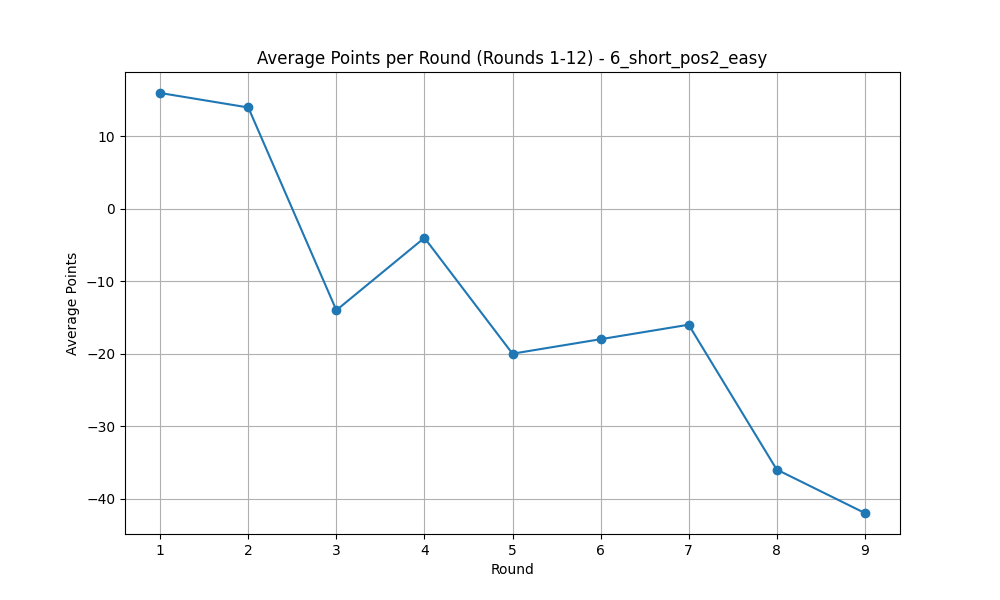 Average Points per Round (Rounds 1-12) - 6_short_pos2_easy
Average Points
10
0
−10
−20
−30
−40
1 2 3 4 5 6 7 8 9
Round